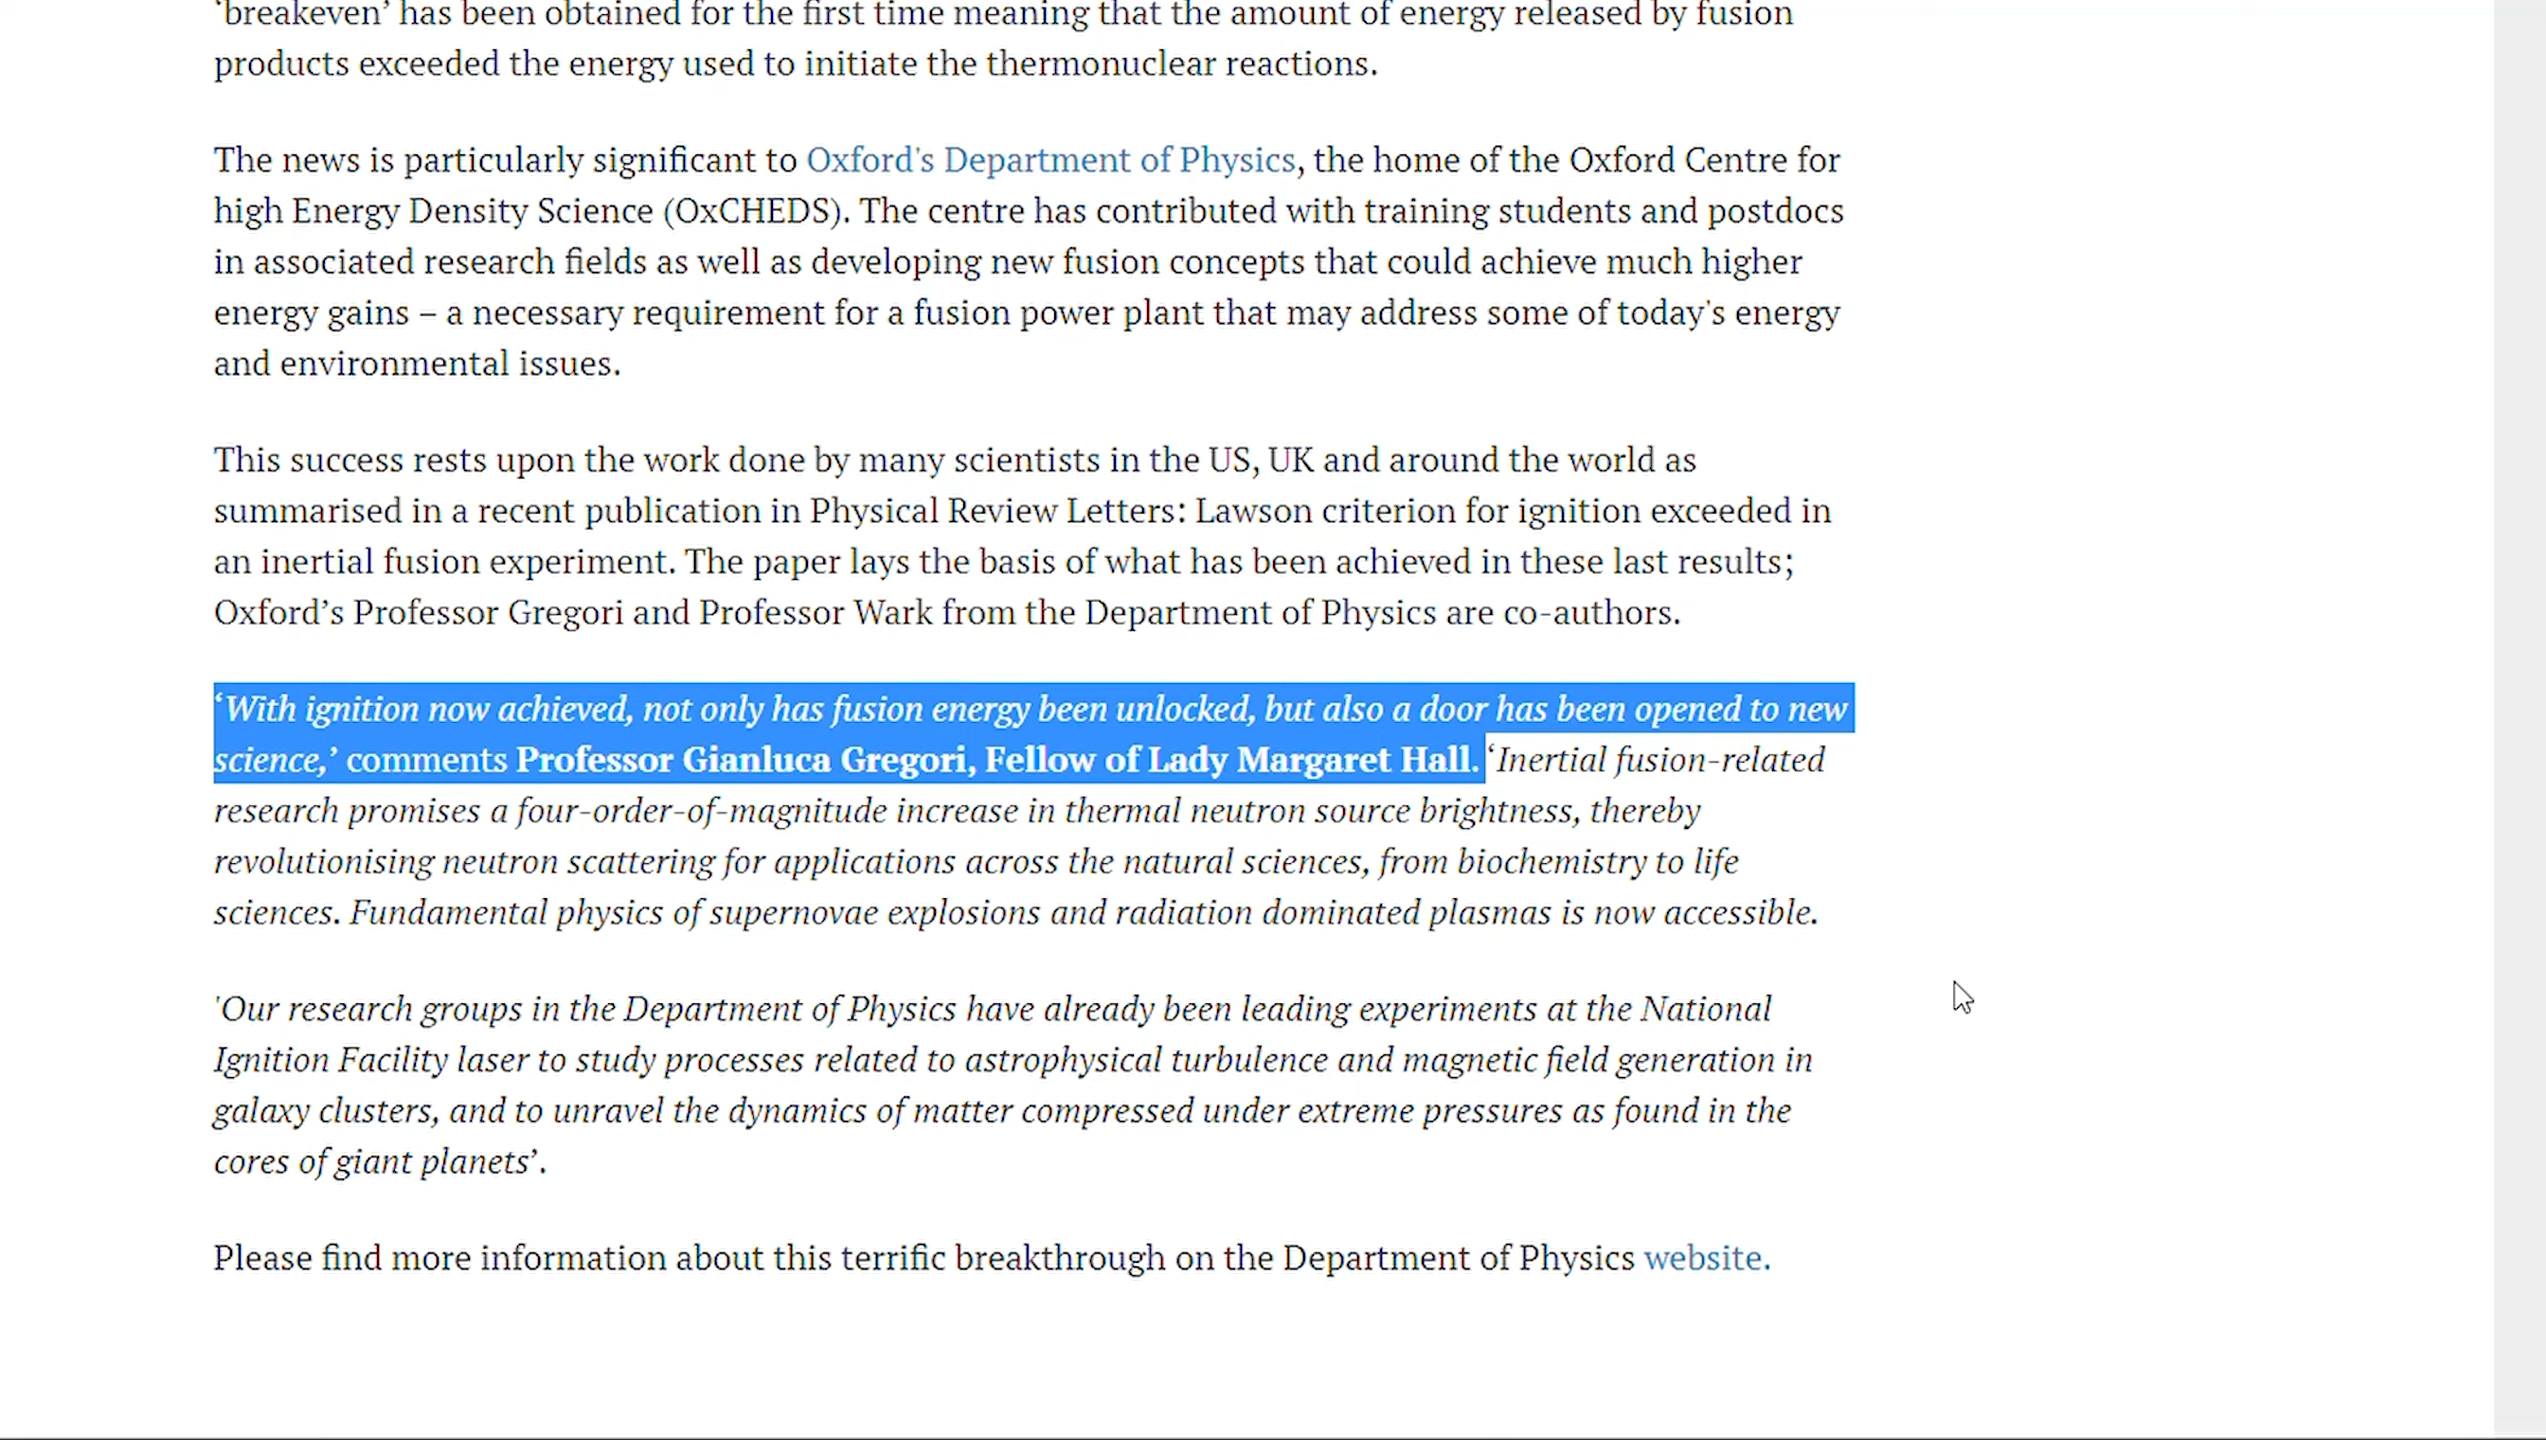 ‘breakeven’ has been obtained for the first time meaning that the amount of energy released by fusion
products exceeded the energy used to initiate the thermonuclear reactions.
The news is particularly significant to Oxford's Department of Physics, the home of the Oxford Centre for
high Energy Density Science (OxCHEDS). The centre has contributed with training students and postdocs
in associated research fields as well as developing new fusion concepts that could achieve much higher
energy gains – a necessary requirement for a fusion power plant that may address some of today's energy
and environmental issues.
This success rests upon the work done by many scientists in the US, UK and around the world as
summarised in a recent publication in Physical Review Letters: Lawson criterion for ignition exceeded in
an inertial fusion experiment. The paper lays the basis of what has been achieved in these last results;
Oxford’s Professor Gregori and Professor Wark from the Department of Physics are co-authors.
‘With ignition now achieved, not only has fusion energy been unlocked, but also a door has been opened to new
science,’ comments Professor Gianluca Gregori, Fellow of Lady Margaret Hall. ‘Inertial fusion-related
research promises a four-order-of-magnitude increase in thermal neutron source brightness, thereby
revolutionising neutron scattering for applications across the natural sciences, from biochemistry to life
sciences. Fundamental physics of supernovae explosions and radiation dominated plasmas is now accessible.
'Our research groups in the Department of Physics have already been leading experiments at the National
Ignition Facility laser to study processes related to astrophysical turbulence and magnetic field generation in
galaxy clusters, and to unravel the dynamics of matter compressed under extreme pressures as found in the
cores of giant planets’.
Please find more information about this terrific breakthrough on the Department of Physics website.